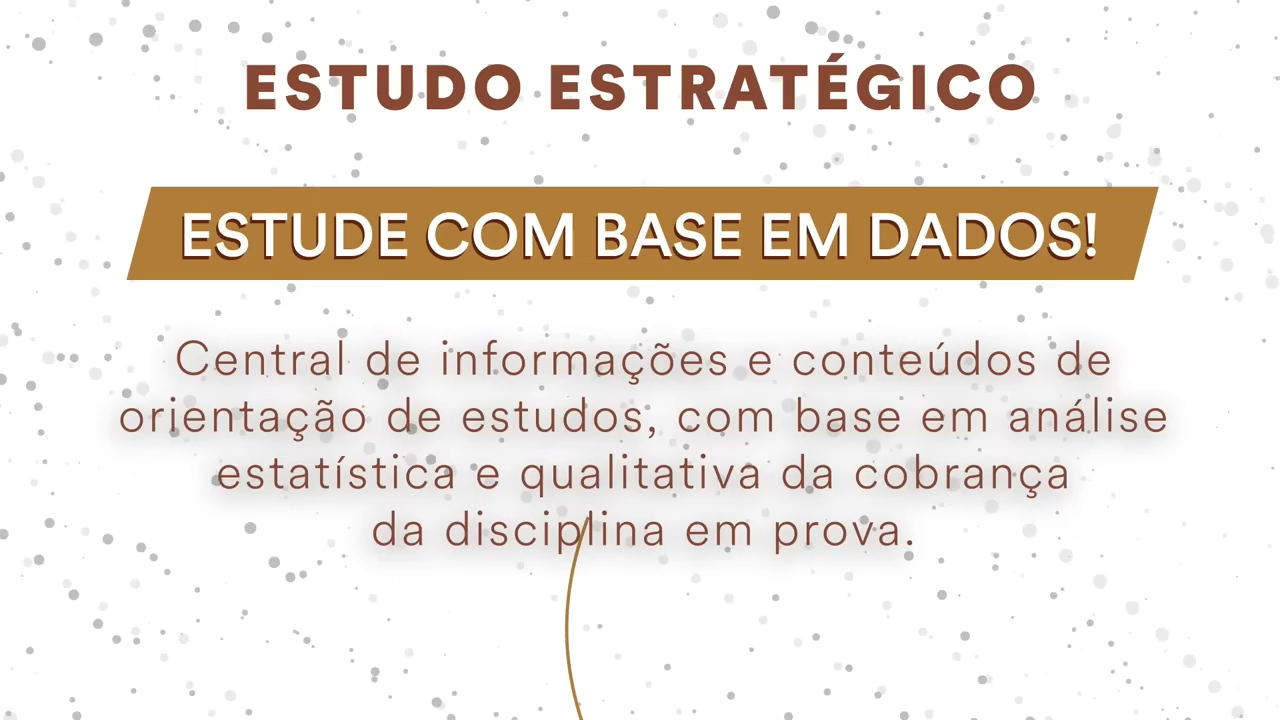 ESTUDO ESTRATÉGICO
ESTUDE COM BASE EM DADOS!
Central de informações e conteúdos de
orientação de estudos, com base em análise
estatística e qualitativa da cobrança
da disciplina em prova.